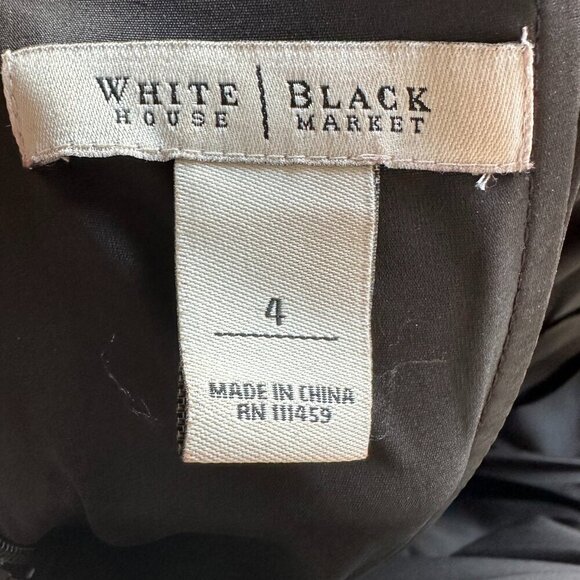 WHITE | BLACK
HOUSE | MARKET
4
MADE IN CHINA
RN 111459